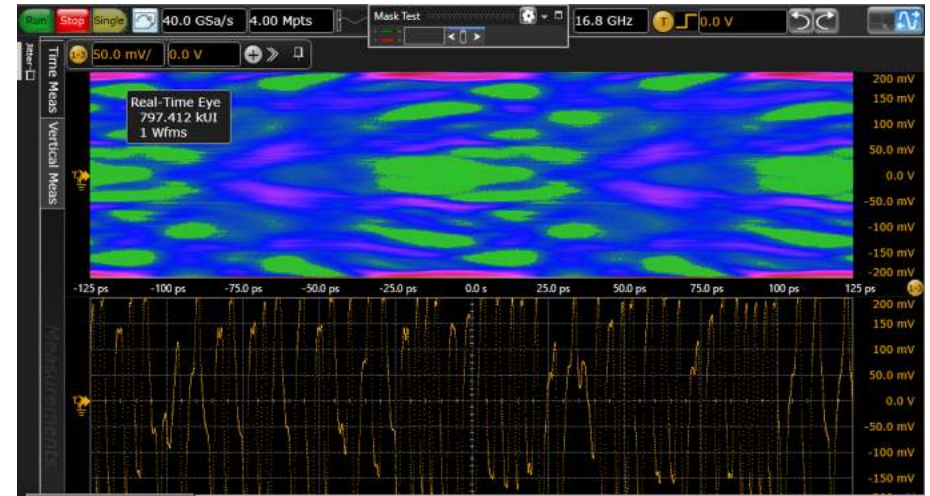 Run Stop Single 40.0 GSa/s 4.00 Mpts Mask Test 16.8 GHz T 0.0 V
Jitter
Time Meas
Vertical Meas
Measurements
1-3 50.0 mV/ 0.0 V
Real-Time Eye
797.412 kUI
1 Wfms
200 mV
150 mV
100 mV
50.0 mV
0.0 V
-50.0 mV
-100 mV
-150 mV
-200 mV
-125 ps -100 ps -75.0 ps -50.0 ps -25.0 ps 0.0 s 25.0 ps 50.0 ps 75.0 ps 100 ps 125 ps
200 mV
150 mV
100 mV
50.0 mV
0.0 V
-50.0 mV
-100 mV
-150 mV